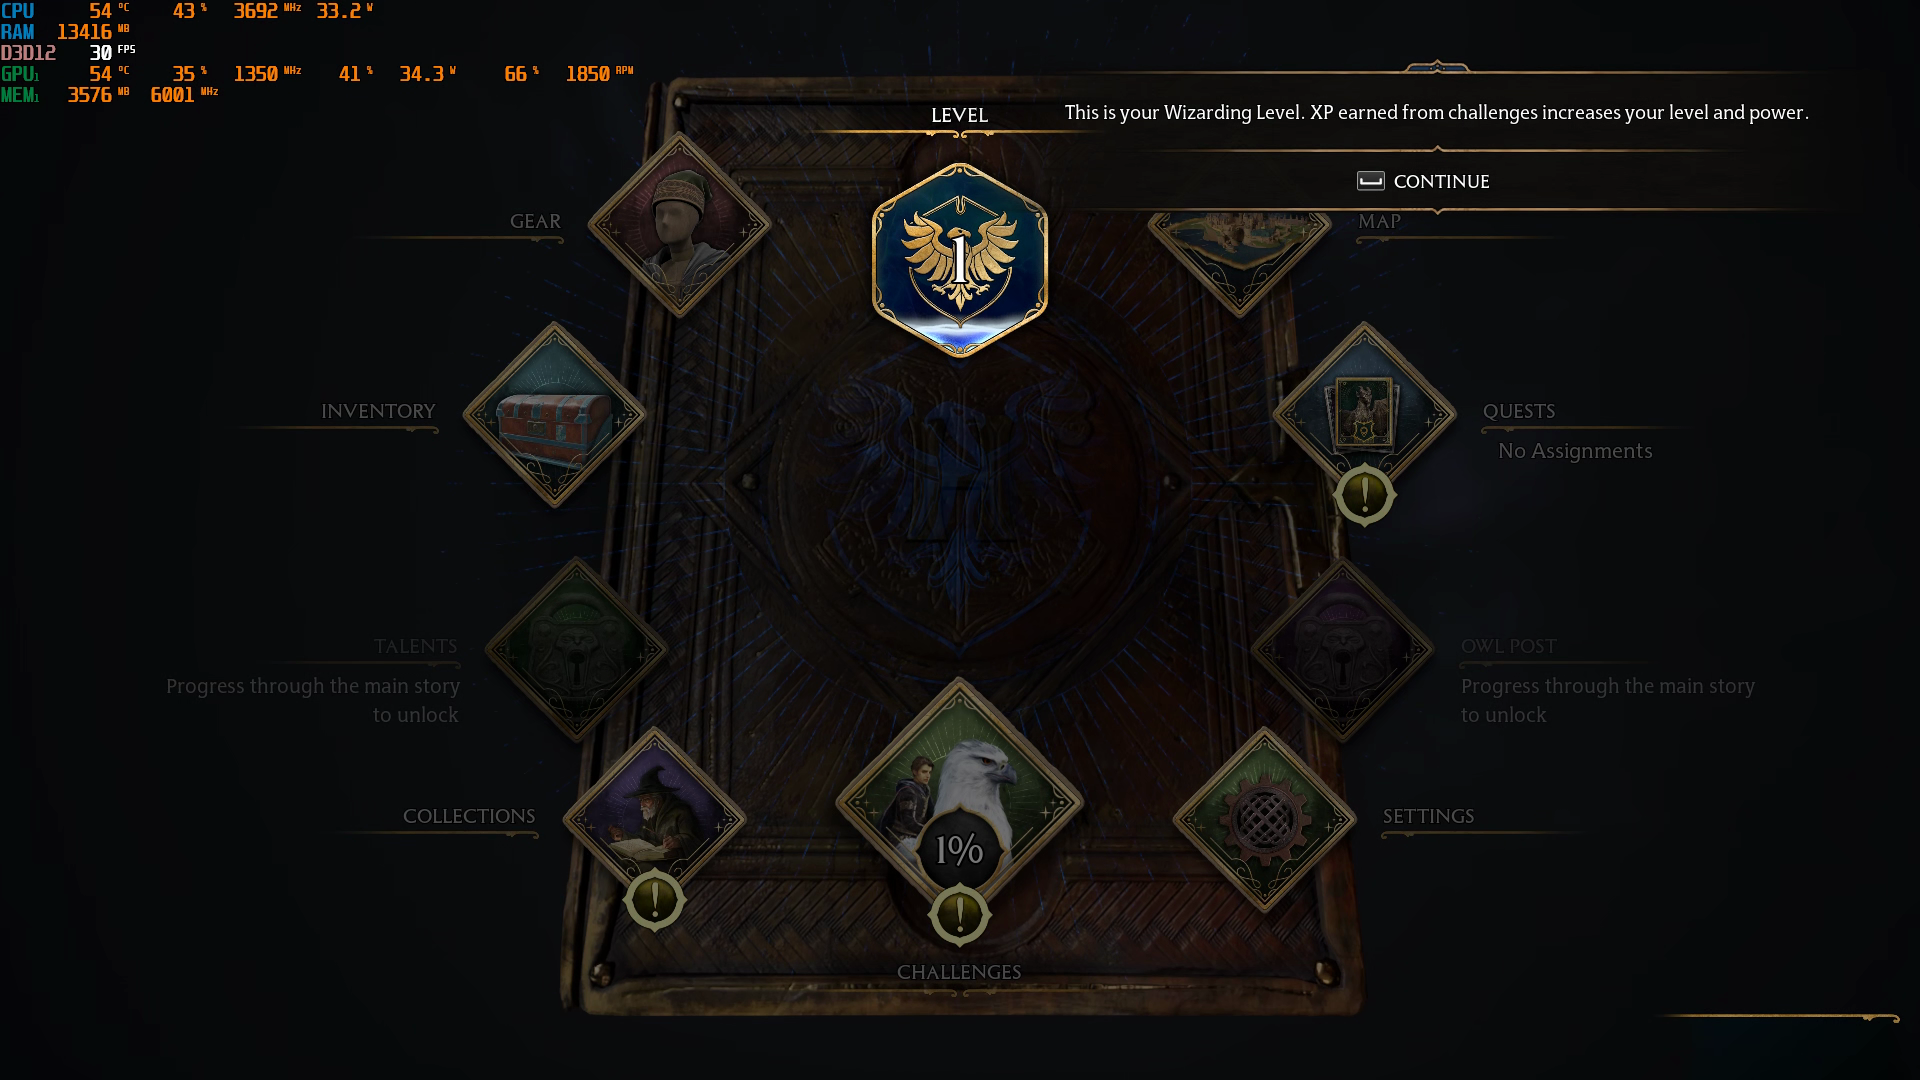 CPU 54 °C 43 % 3692 MHz 33.2 W
RAM 13416 MB
D3D12 30 FPS
GPU1 54 °C 35 % 1350 MHz 41 % 34.3 W 66 % 1850 RPM
MEM1 3576 MB 6001 MHz
LEVEL
1
This is your Wizarding Level. XP earned from challenges increases your level and power.
CONTINUE
GEAR
MAP
INVENTORY
QUESTS
No Assignments
TALENTS
Progress through the main story
to unlock
OWL POST
Progress through the main story
to unlock
COLLECTIONS
1%
SETTINGS
CHALLENGES